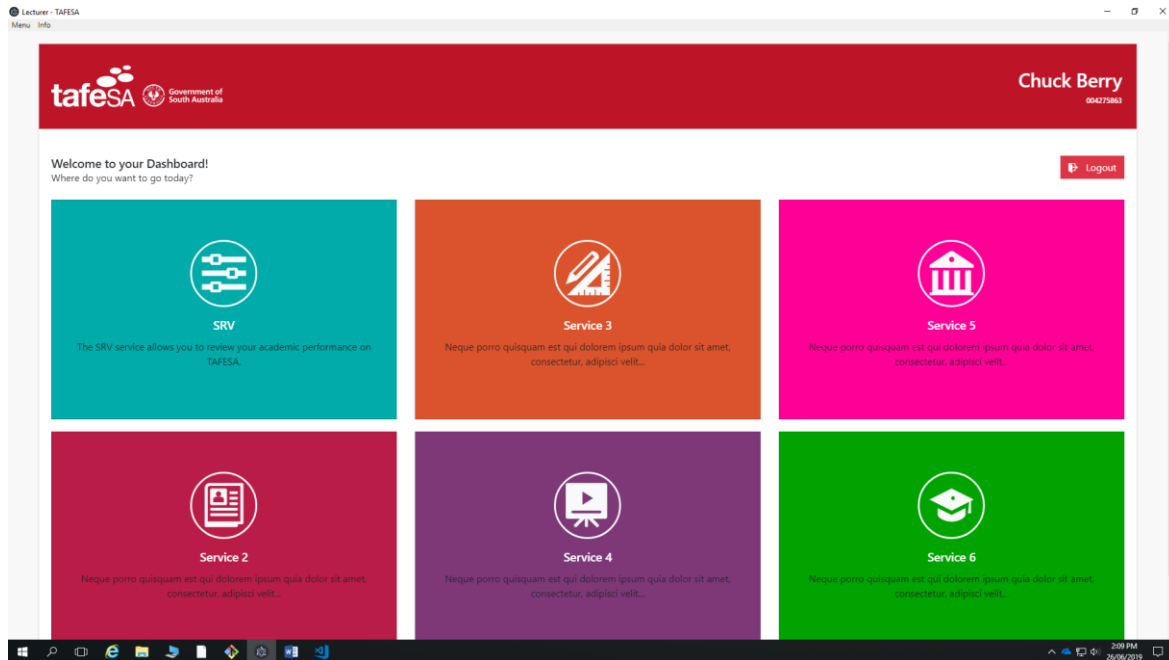 Lecturer - TAFESA
Menu Info
tafeSA
Government of
South Australia
Chuck Berry
004275863
Welcome to your Dashboard!
Where do you want to go today?
Logout
SRV
The SRV service allows you to review your academic performance on
TAFESA.
Service 3
Neque porro quisquam est qui dolorem ipsum quia dolor sit amet,
consectetur, adipisci velit...
Service 5
Neque porro quisquam est qui dolorem ipsum quia dolor sit amet,
consectetur, adipisci velit...
Service 2
Neque porro quisquam est qui dolorem ipsum quia dolor sit amet,
consectetur, adipisci velit...
Service 4
Neque porro quisquam est qui dolorem ipsum quia dolor sit amet,
consectetur, adipisci velit...
Service 6
Neque porro quisquam est qui dolorem ipsum quia dolor sit amet,
consectetur, adipisci velit...
2:09 PM
26/06/2019